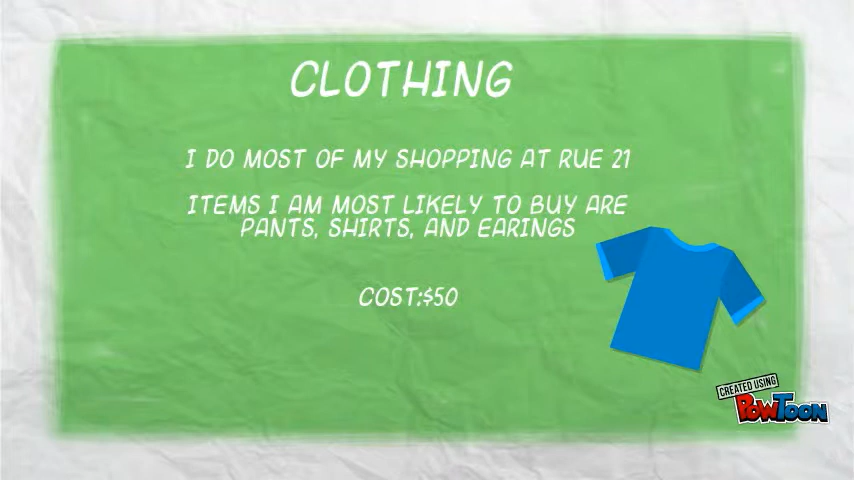 CLOTHING
I DO MOST OF MY SHOPPING AT RUE 21
ITEMS I AM MOST LIKELY TO BUY ARE
PANTS, SHIRTS, AND EARINGS
COST:$50
CREATED USING
POWTOON